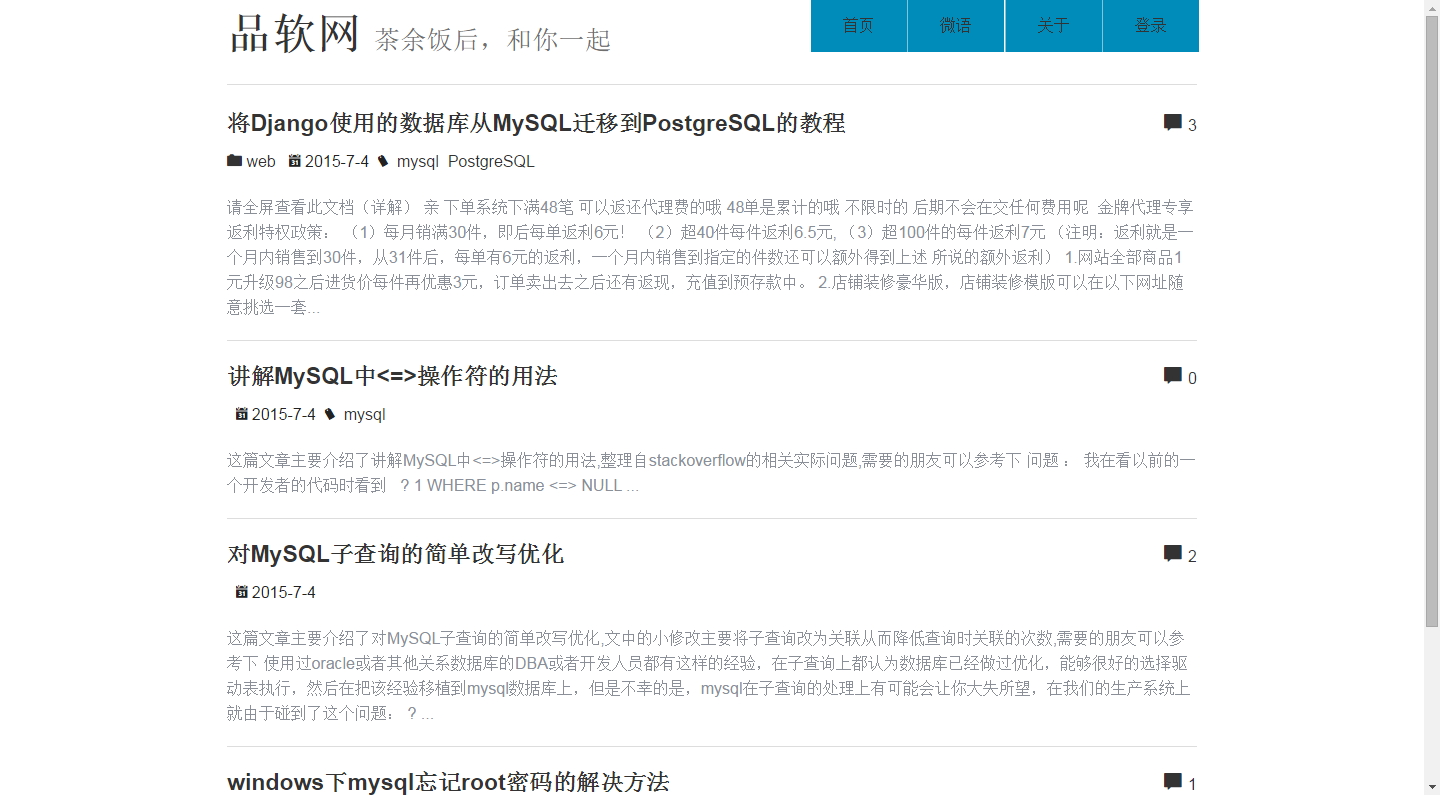 品软网 茶余饭后，和你一起
首页 微语 关于 登录
将Django使用的数据库从MySQL迁移到PostgreSQL的教程 3
web 2015-7-4 mysql PostgreSQL
请全屏查看此文档（详解） 亲 下单系统下满48笔 可以返还代理费的哦 48单是累计的哦 不限时的 后期不会在交任何费用呢 金牌代理专享
返利特权政策： （1）每月销满30件，即后每单返利6元！ （2）超40件每件返利6.5元, （3）超100件的每件返利7元 （注明：返利就是一
个月内销售到30件，从31件后，每单有6元的返利，一个月内销售到指定的件数还可以额外得到上述 所说的额外返利） 1.网站全部商品1
元升级98之后进货价每件再优惠3元，订单卖出去之后还有返现，充值到预存款中。 2.店铺装修豪华版，店铺装修模版可以在以下网址随
意挑选一套...
讲解MySQL中<=>操作符的用法 0
2015-7-4 mysql
这篇文章主要介绍了讲解MySQL中<=>操作符的用法,整理自stackoverflow的相关实际问题,需要的朋友可以参考下 问题 ： 我在看以前的一
个开发者的代码时看到 ? 1 WHERE p.name <=> NULL ...
对MySQL子查询的简单改写优化 2
2015-7-4
这篇文章主要介绍了对MySQL子查询的简单改写优化,文中的小修改主要将子查询改为关联从而降低查询时关联的次数,需要的朋友可以参
考下 使用过oracle或者其他关系数据库的DBA或者开发人员都有这样的经验，在子查询上都认为数据库已经做过优化，能够很好的选择驱
动表执行，然后在把该经验移植到mysql数据库上，但是不幸的是，mysql在子查询的处理上有可能会让你大失所望，在我们的生产系统上
就由于碰到了这个问题： ? ...
windows下mysql忘记root密码的解决方法 1